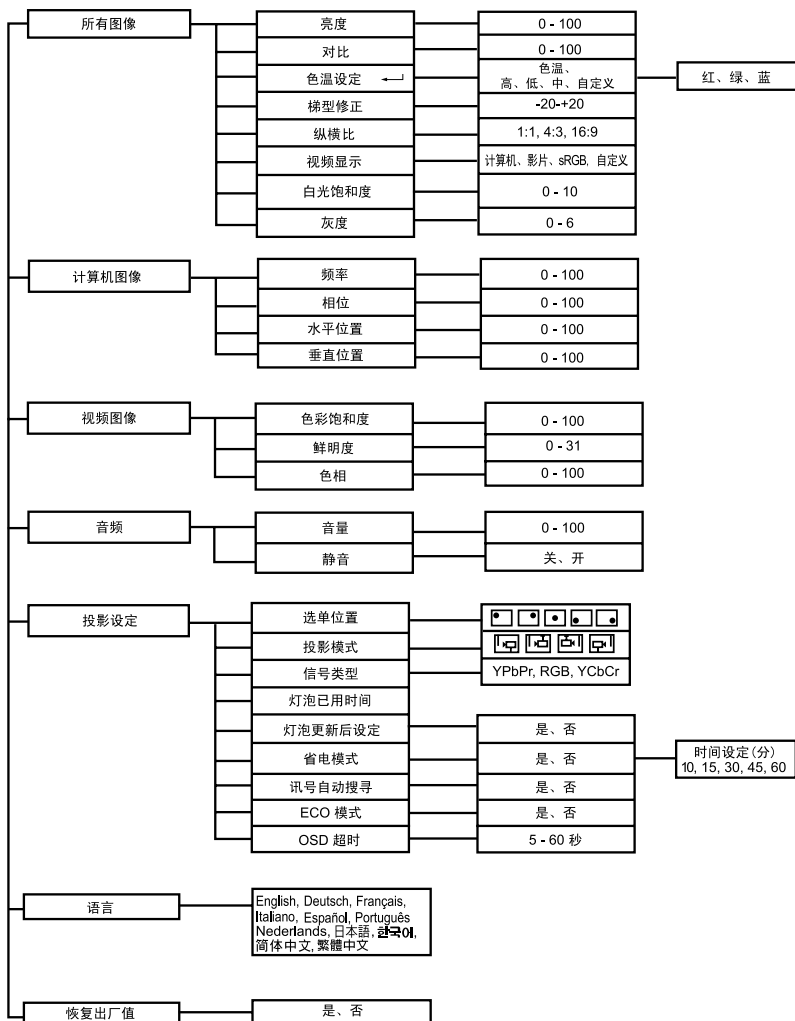 所有图像
亮度
0 - 100
对比
0 - 100
色温设定
色温、
高、低、中、自定义
红、绿、蓝
梯型修正
-20-+20
纵横比
1:1, 4:3, 16:9
视频显示
计算机、影片、sRGB, 自定义
白光饱和度
0 - 10
灰度
0 - 6
计算机图像
频率
0 - 100
相位
0 - 100
水平位置
0 - 100
垂直位置
0 - 100
视频图像
色彩饱和度
0 - 100
鲜明度
0 - 31
色相
0 - 100
音频
音量
0 - 100
静音
关、开
投影设定
选单位置
投影模式
信号类型
YPbPr, RGB, YCbCr
灯泡已用时间
灯泡更新后设定
是、否
省电模式
是、否
时间设定(分)
10, 15, 30, 45, 60
讯号自动搜寻
是、否
ECO 模式
是、否
OSD 超时
5 - 60 秒
语言
English, Deutsch, Français,
Italiano, Español, Português
Nederlands, 日本語, 한국어,
简体中文, 繁體中文
恢复出厂值
是、否